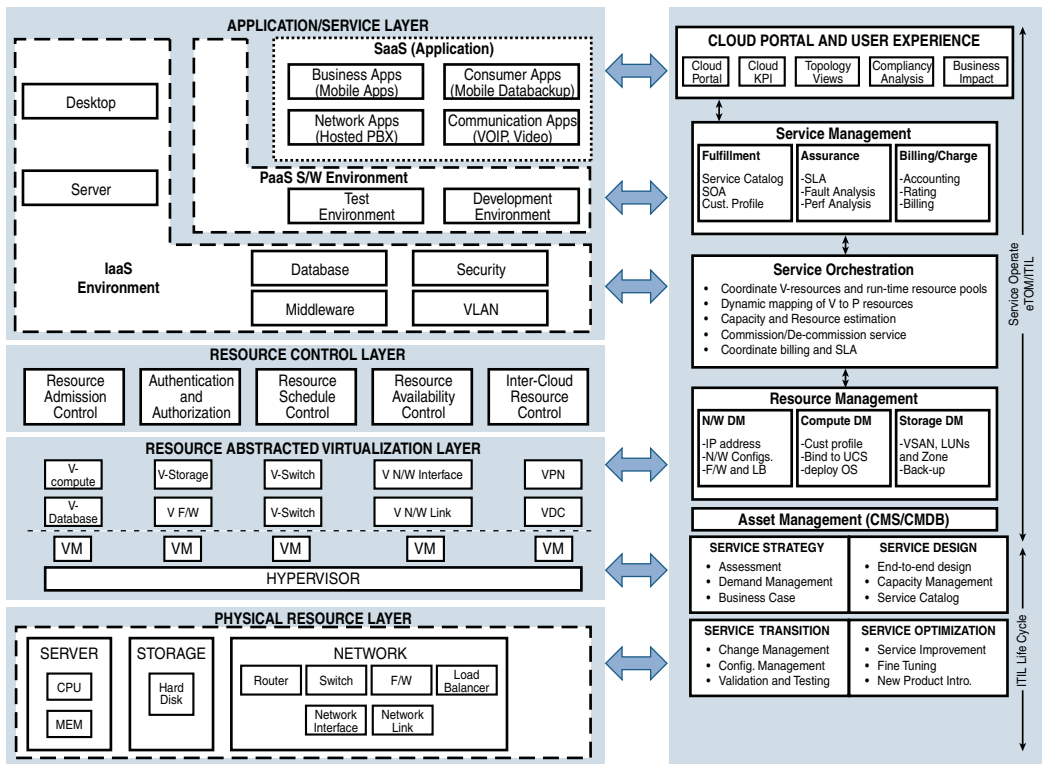 APPLICATION/SERVICE LAYER
SaaS (Application)
Business Apps
(Mobile Apps)
Consumer Apps
(Mobile Databackup)
Network Apps
(Hosted PBX)
Communication Apps
(VOIP, Video)
Desktop
Server
PaaS S/W Environment
Test
Environment
Development
Environment
IaaS
Environment
Database
Security
Middleware
VLAN
RESOURCE CONTROL LAYER
Resource
Admission
Control
Authentication
and
Authorization
Resource
Schedule
Control
Resource
Availability
Control
Inter-Cloud
Resource
Control
RESOURCE ABSTRACTED VIRTUALIZATION LAYER
V-
compute
V-Storage
V-Switch
V N/W Interface
VPN
V-
Database
V F/W
V-Switch
V N/W Link
VDC
VM
VM
VM
VM
VM
HYPERVISOR
PHYSICAL RESOURCE LAYER
SERVER
CPU
MEM
STORAGE
Hard
Disk
NETWORK
Router
Switch
F/W
Load
Balancer
Network
Interface
Network
Link
CLOUD PORTAL AND USER EXPERIENCE
Cloud
Portal
Cloud
KPI
Topology
Views
Compliancy
Analysis
Business
Impact
Service Management
Fulfillment
Service Catalog
SOA
Cust. Profile
Assurance
-SLA
-Fault Analysis
-Perf Analysis
Billing/Charge
-Accounting
-Rating
-Billing
Service Orchestration
• Coordinate V-resources and run-time resource pools
• Dynamic mapping of V to P resources
• Capacity and Resource estimation
• Commission/De-commission service
• Coordinate billing and SLA
Resource Management
N/W DM
-IP address
-N/W Configs.
-F/W and LB
Compute DM
-Cust profile
-Bind to UCS
-deploy OS
Storage DM
-VSAN, LUNs
and Zone
-Back-up
Asset Management (CMS/CMDB)
SERVICE STRATEGY
• Assessment
• Demand Management
• Business Case
SERVICE DESIGN
• End-to-end design
• Capacity Management
• Service Catalog
SERVICE TRANSITION
• Change Management
• Config. Management
• Validation and Testing
SERVICE OPTIMIZATION
• Service Improvement
• Fine Tuning
• New Product Intro.
Service Operate
eTOM/ITIL
ITIL Life Cycle